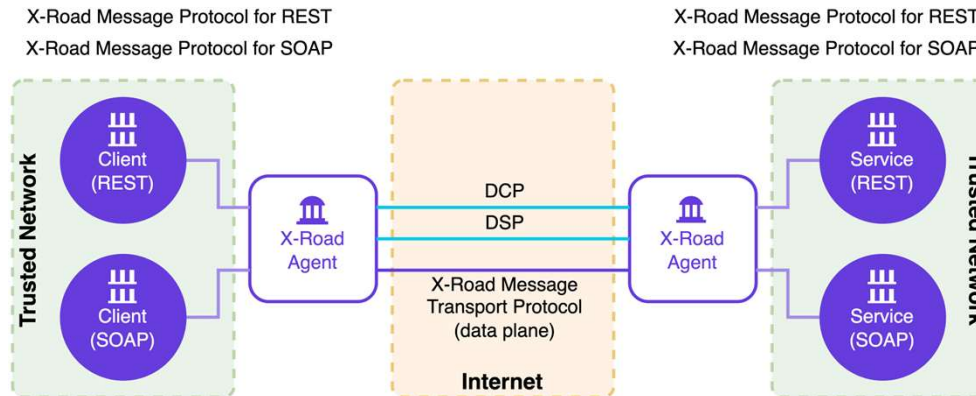 X-Road Message Protocol for REST
X-Road Message Protocol for SOAP
X-Road Message Protocol for REST
X-Road Message Protocol for SOAP
Trusted Network
Client
(REST)
Client
(SOAP)
X-Road
Agent
DCP
DSP
X-Road Message
Transport Protocol
(data plane)
Internet
X-Road
Agent
Service
(REST)
Service
(SOAP)
Trusted Network